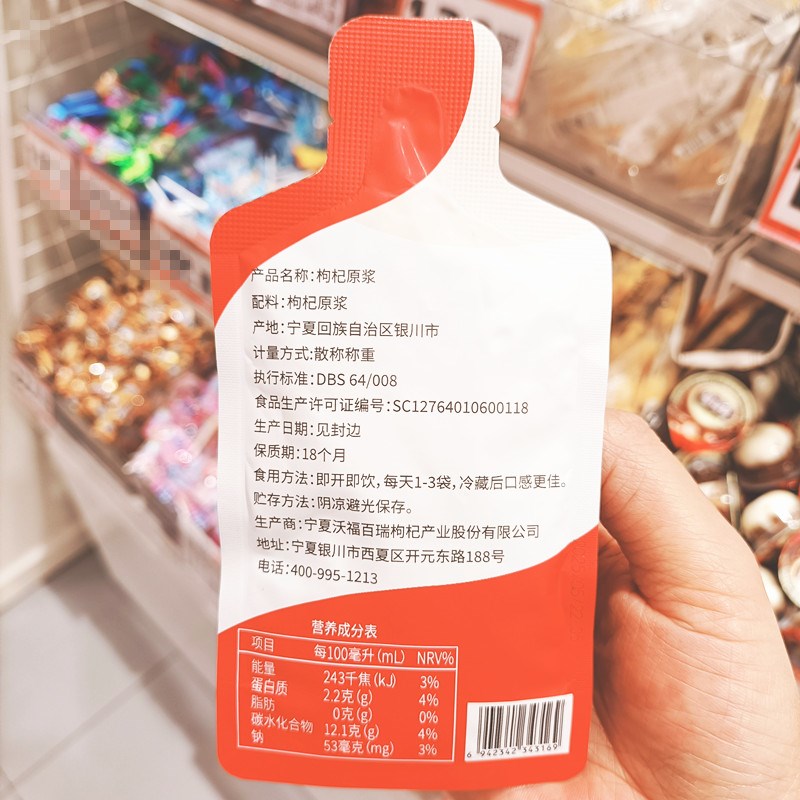 产品名称:枸杞原浆
配料:枸杞原浆
产地:宁夏回族自治区银川市
计量方式:散称称重
执行标准:DBS 64/008
食品生产许可证编号:SC12764010600118
生产日期:见封边
保质期:18个月
食用方法:即开即饮,每天1-3袋,冷藏后口感更佳。
贮存方法:阴凉避光保存。
生产商:宁夏沃福百瑞枸杞产业股份有限公司
地址:宁夏银川市西夏区开元东路188号
电话:400-995-1213
营养成分表
项目 每100毫升(mL) NRV%
能量 243千焦(kJ) 3%
蛋白质 2.2克(g) 4%
脂肪 0克(g) 0%
碳水化合物 12.1克(g) 4%
钠 53毫克(mg) 3%
6 942342 343169